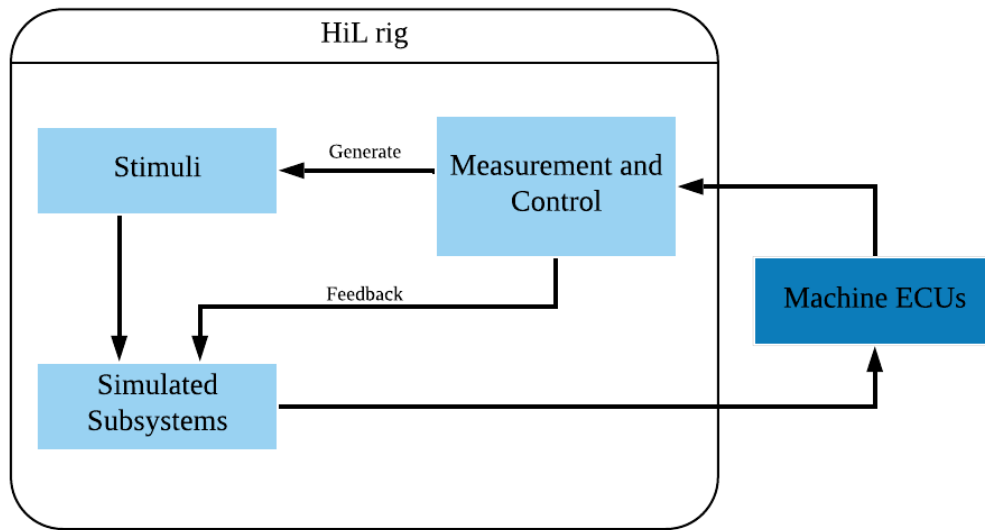 HiL rig
Stimuli
Generate
Measurement and
Control
Feedback
Machine ECUs
Simulated
Subsystems